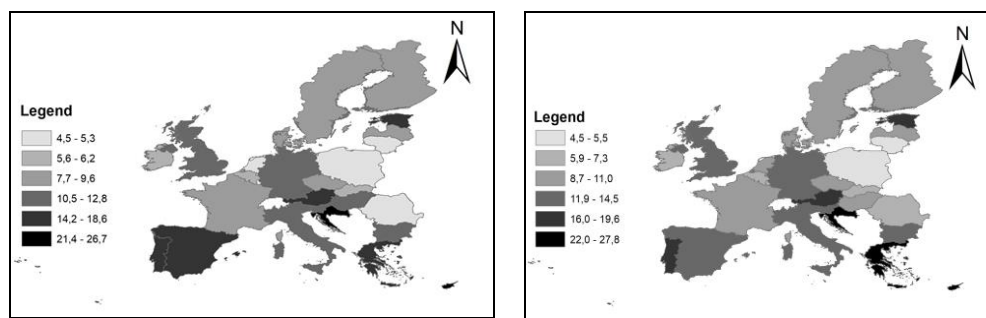 N
Legend
4,5 - 5,3
5,6 - 6,2
7,7 - 9,6
10,5 - 12,8
14,2 - 18,6
21,4 - 26,7
N
Legend
4,5 - 5,5
5,9 - 7,3
8,7 - 11,0
11,9 - 14,5
16,0 - 19,6
22,0 - 27,8